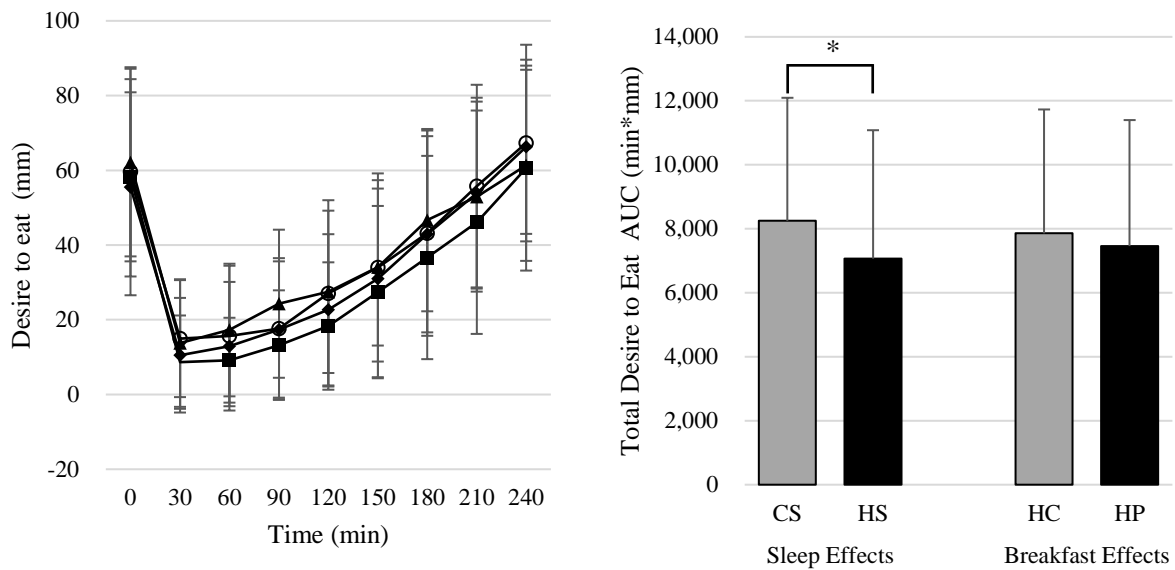 Desire to eat (mm)
100
80
60
40
20
0
-20
0 30 60 90 120 150 180 210 240
Time (min)
Total Desire to Eat AUC (min*mm)
14,000
12,000
10,000
8,000
6,000
4,000
2,000
0
*
CS HS HC HP
Sleep Effects Breakfast Effects